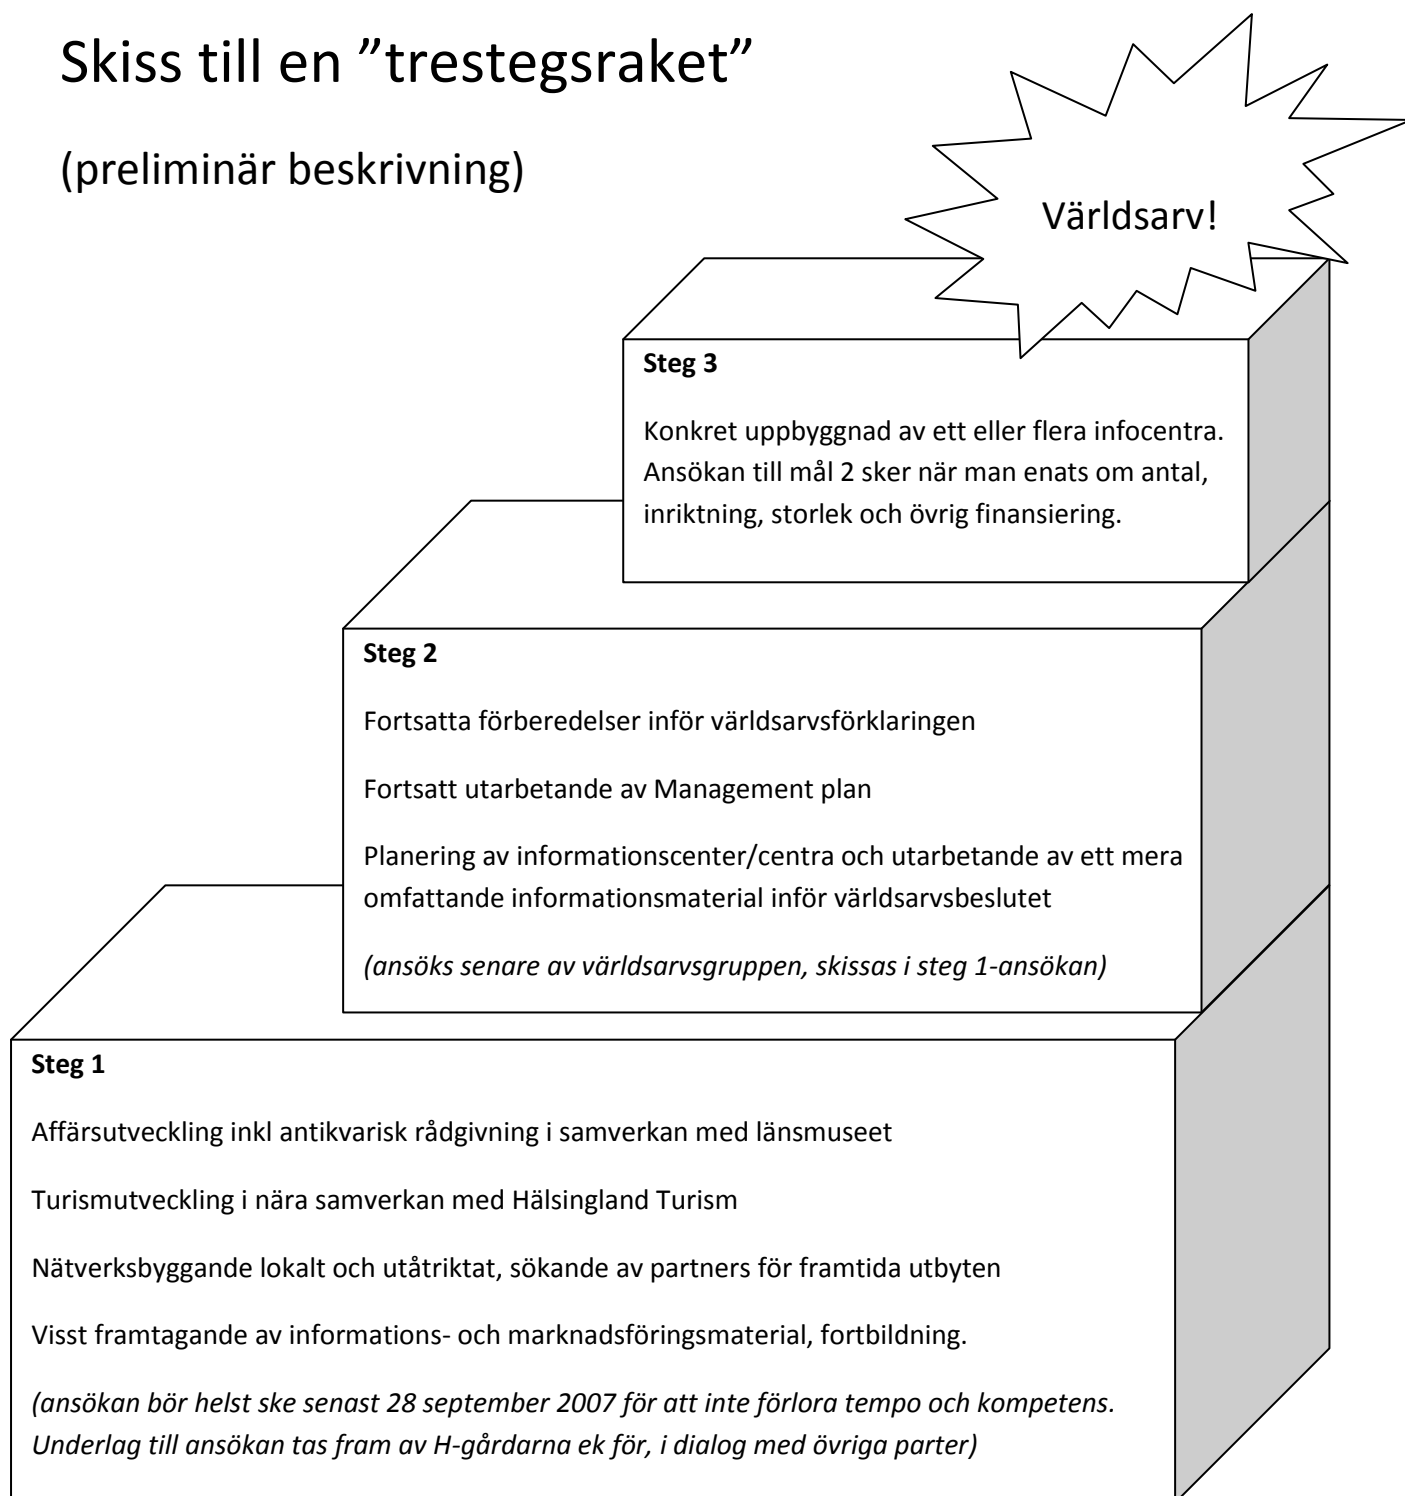 Skiss till en ”trestegsraket”
(preliminär beskrivning)
Världsarv!
Steg 3
Konkret uppbyggnad av ett eller flera infocentra.
Ansökan till mål 2 sker när man enats om antal,
inriktning, storlek och övrig finansiering.
Steg 2
Fortsatta förberedelser inför världsarvsförklaringen
Fortsatt utarbetande av Management plan
Planering av informationscenter/centra och utarbetande av ett mera
omfattande informationsmaterial inför världsarvsbeslutet
(ansöks senare av världsarvsgruppen, skissas i steg 1-ansökan)
Steg 1
Affärsutveckling inkl antikvarisk rådgivning i samverkan med länsmuseet
Turismutveckling i nära samverkan med Hälsingland Turism
Nätverksbyggande lokalt och utåtriktat, sökande av partners för framtida utbyten
Visst framtagande av informations- och marknadsföringsmaterial, fortbildning.
(ansökan bör helst ske senast 28 september 2007 för att inte förlora tempo och kompetens.
Underlag till ansökan tas fram av H-gårdarna ek för, i dialog med övriga parter)